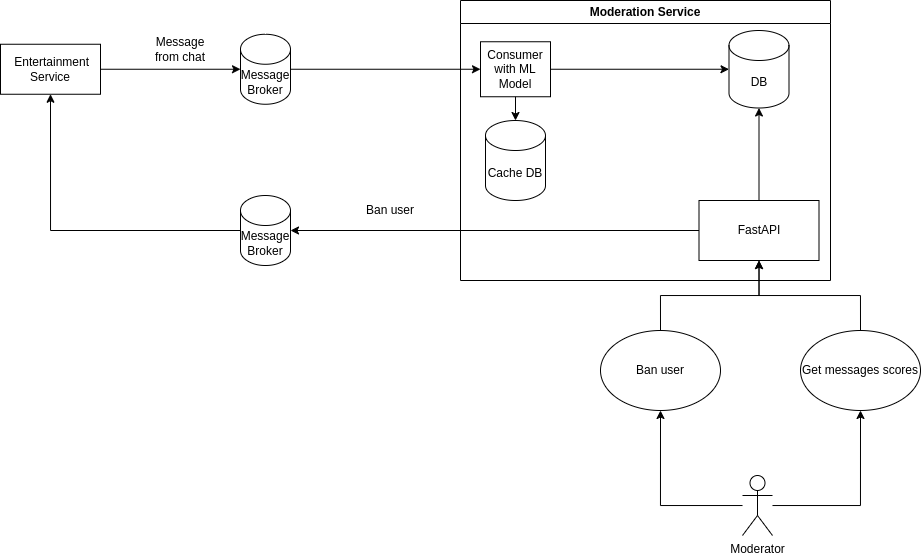 Moderation Service
Message
from chat
Entertainment
Service
Message
Broker
Consumer
with ML
Model
DB
Cache DB
Ban user
Message
Broker
FastAPI
Ban user
Get messages scores
Moderator